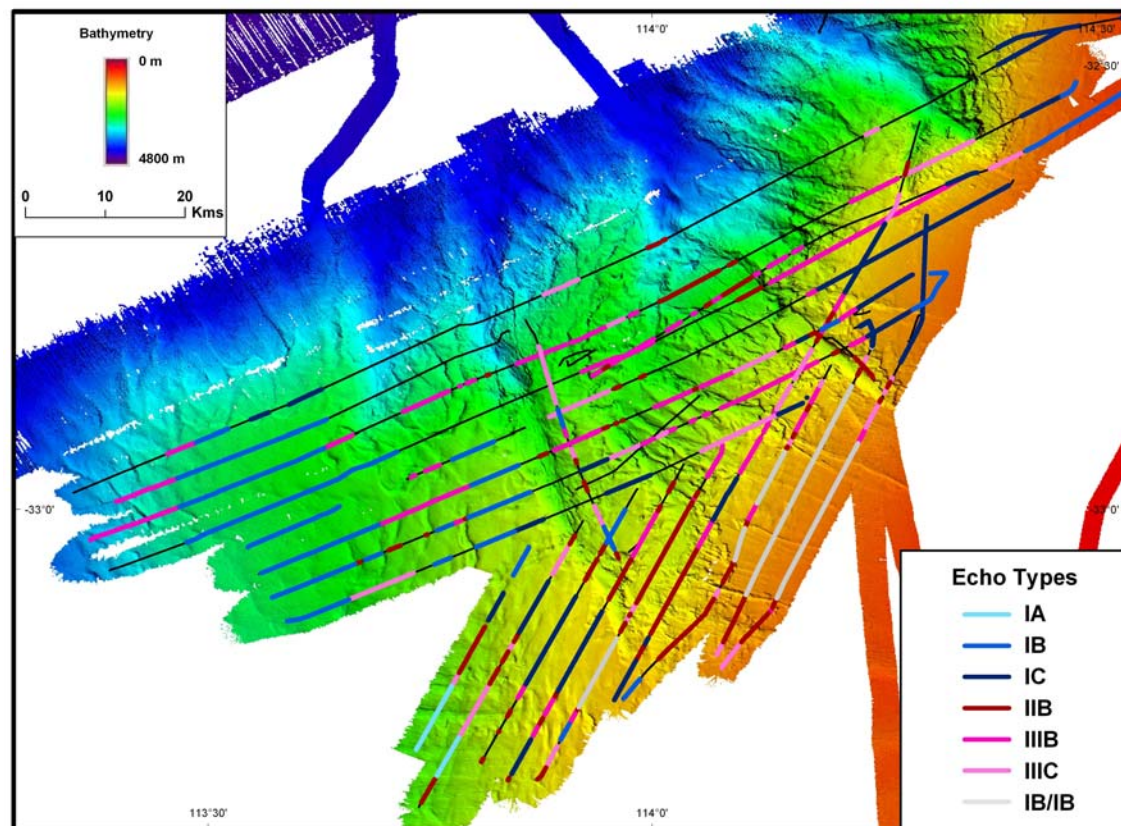 Bathymetry
0 m
4800 m
0 10 20
Kms
114°0'
114°30'
-32°30'
-33°0'
-33°0'
113°30'
114°0'
Echo Types
IA
IB
IC
IIB
IIIB
IIIC
IB/IB